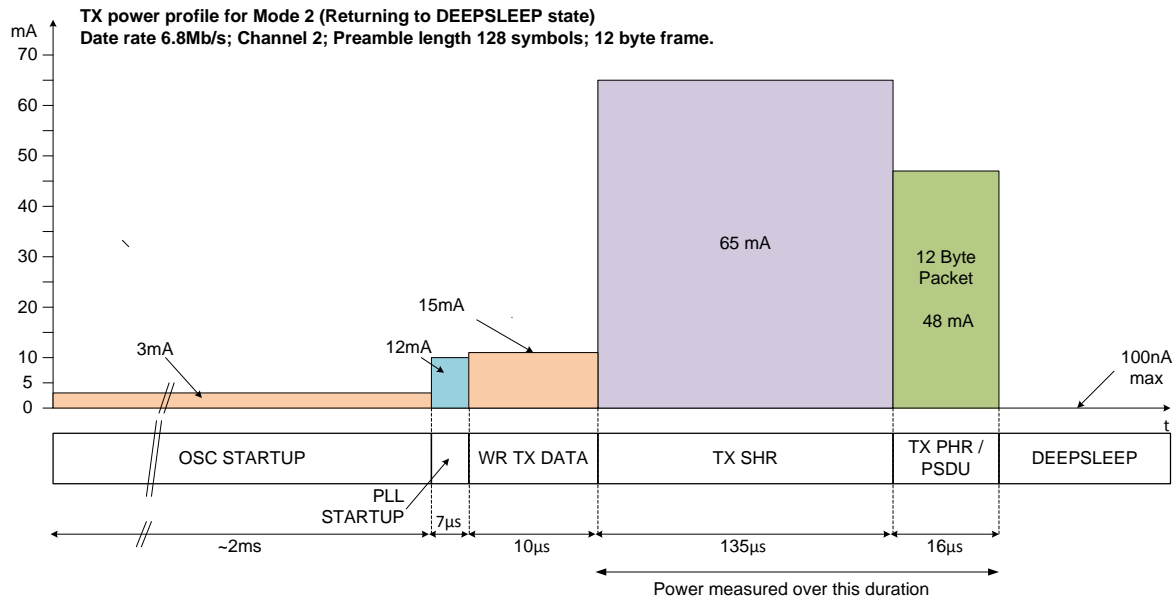 TX power profile for Mode 2 (Returning to DEEPSLEEP state)
Date rate 6.8Mb/s; Channel 2; Preamble length 128 symbols; 12 byte frame.
mA
70
60
50
40
30
20
10
5
0
3mA
12mA
15mA
65 mA
12 Byte
Packet
48 mA
100nA
max
t
OSC STARTUP
PLL
STARTUP
WR TX DATA
TX SHR
TX PHR /
PSDU
DEEPSLEEP
~2ms
7µs
10µs
135µs
16µs
Power measured over this duration